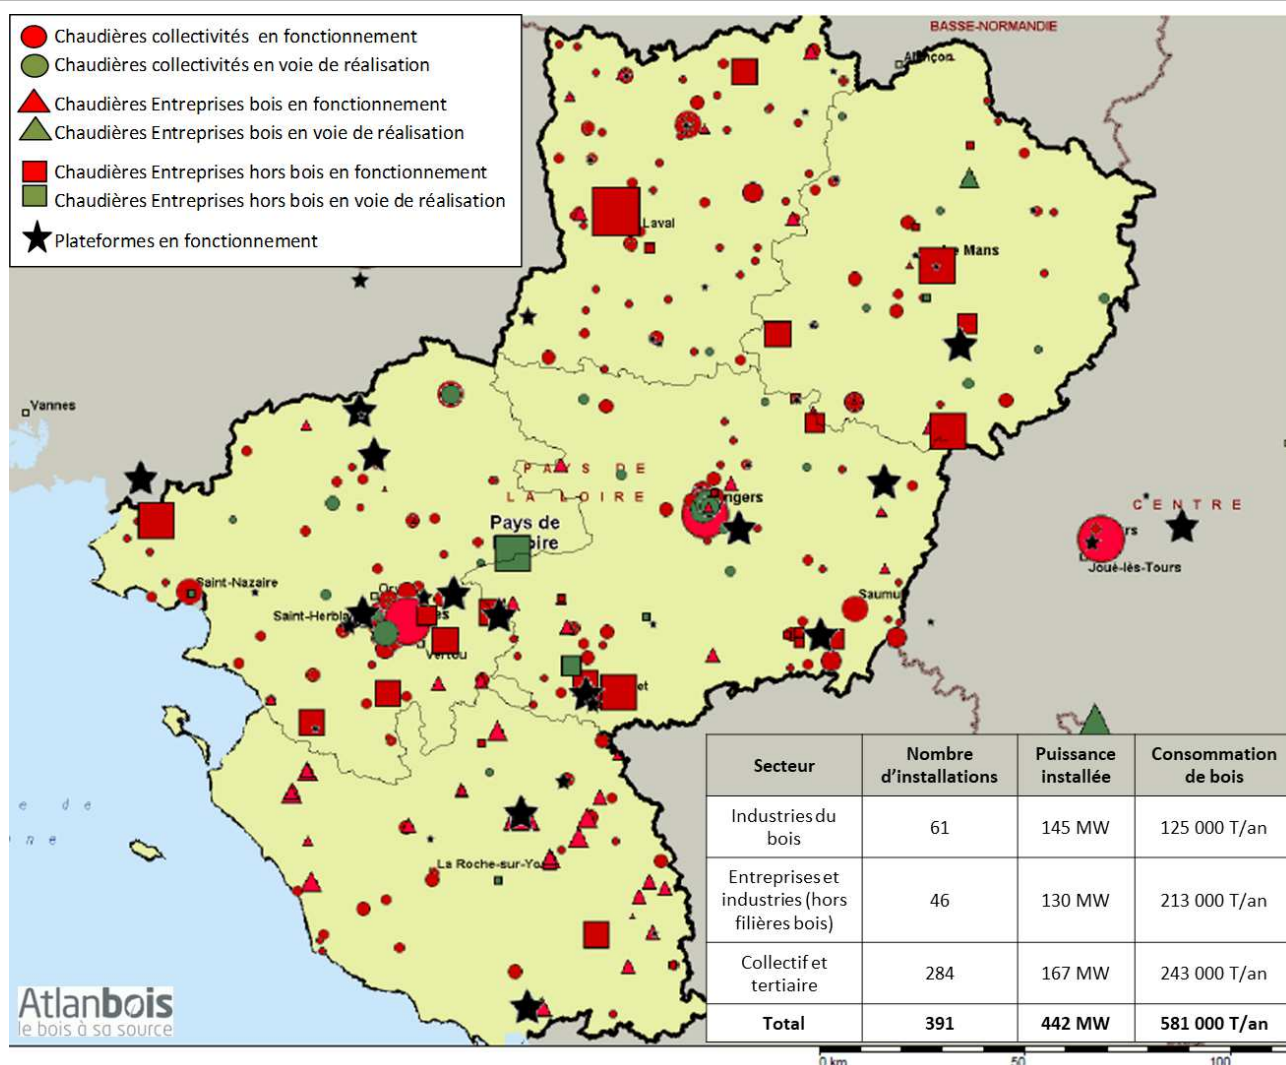 Chaudières collectivités en fonctionnement
Chaudières collectivités en voie de réalisation
Chaudières Entreprises bois en fonctionnement
Chaudières Entreprises bois en voie de réalisation
Chaudières Entreprises hors bois en fonctionnement
Chaudières Entreprises hors bois en voie de réalisation
Plateformes en fonctionnement
BASSE-NORMANDIE
Alençon
Laval
Mans
Vannes
PAYS DE
LA LOIRE
Pays de
CENTRE
Joué-lès-Tours
Saint-Nazaire
Vertou
La Roche-sur-Yo
e de
n e
Secteur
Nombre d'installations
Puissance installée
Consommation de bois
Industries du bois
61
145 MW
125 000 T/an
Entreprises et industries (hors filières bois)
46
130 MW
213 000 T/an
Collectif et tertiaire
284
167 MW
243 000 T/an
Total
391
442 MW
581 000 T/an
Atlanbois
le bois à sa source
0 km
50
100